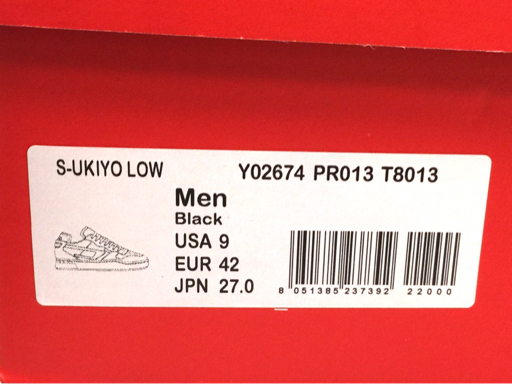 S-UKIYO LOW Y02674 PR013 T8013
Men
Black
USA 9
EUR 42
JPN 27.0
8 051385 237392 22000